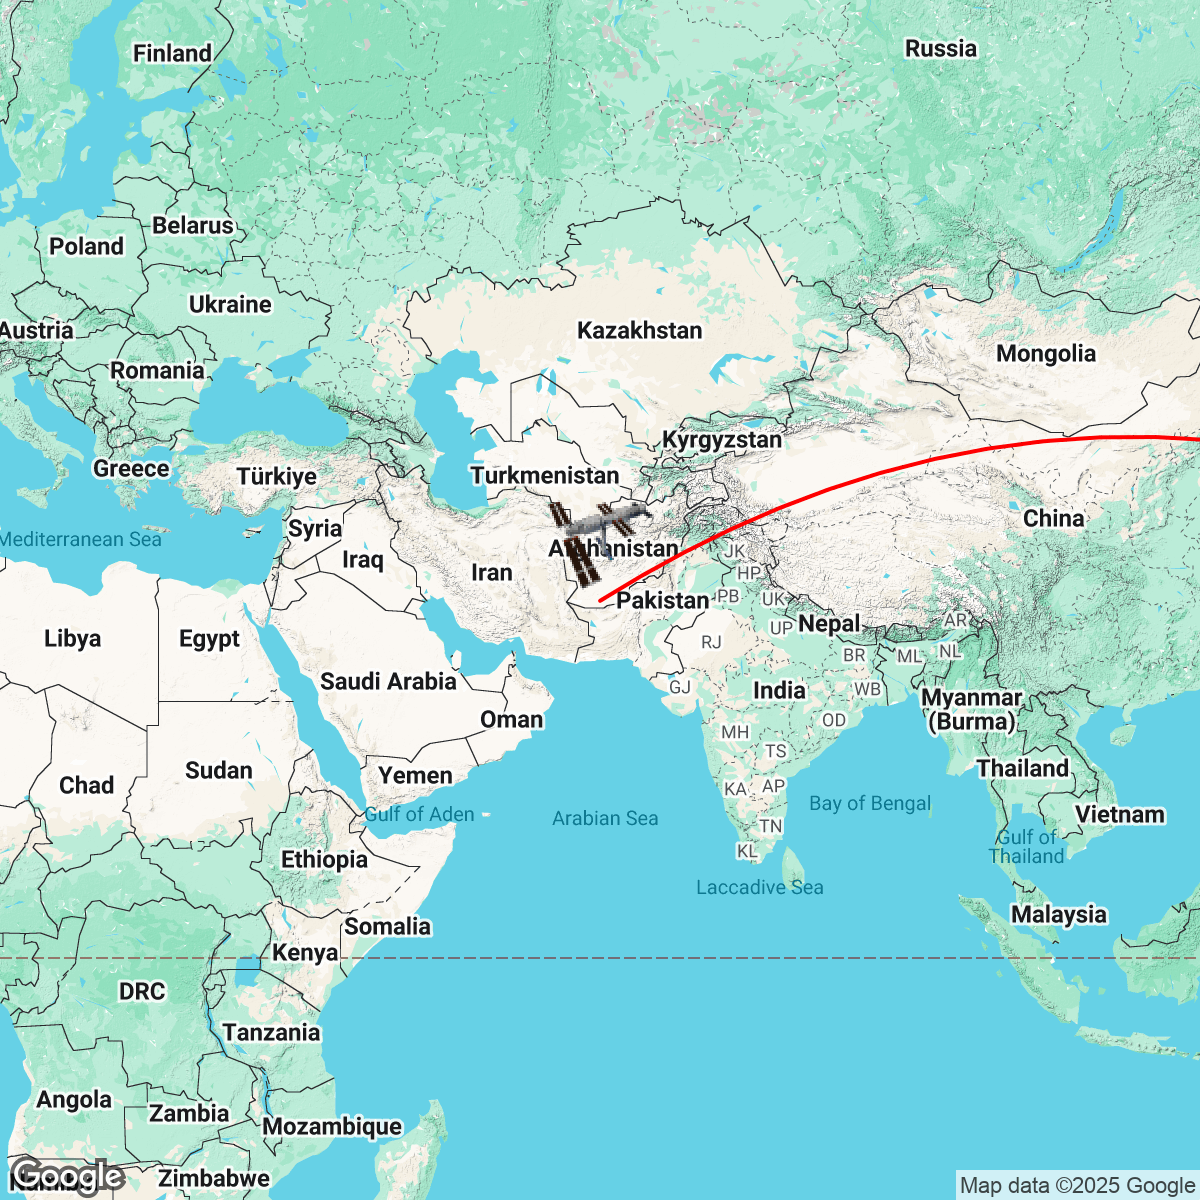 Finland
Russia
Belarus
Poland
Ukraine
Austria
Kazakhstan
Mongolia
Romania
Kyrgyzstan
Greece
Türkiye
Turkmenistan
Syria
China
Mediterranean Sea
Iraq
Afghanistan
JK
Iran
HP
PB
UK
Pakistan
Nepal
AR
UP
Libya
Egypt
RJ
BR
ML
NL
Saudi Arabia
GJ
India
WB
Myanmar
(Burma)
Oman
OD
MH
TS
Sudan
Thailand
Chad
Yemen
KA
AP
Bay of Bengal
Gulf of Aden
Arabian Sea
Vietnam
TN
Gulf of
Thailand
KL
Ethiopia
Laccadive Sea
Malaysia
Somalia
Kenya
DRC
Tanzania
Angola
Zambia
Mozambique
Google
Zimbabwe
Map data ©2025 Google